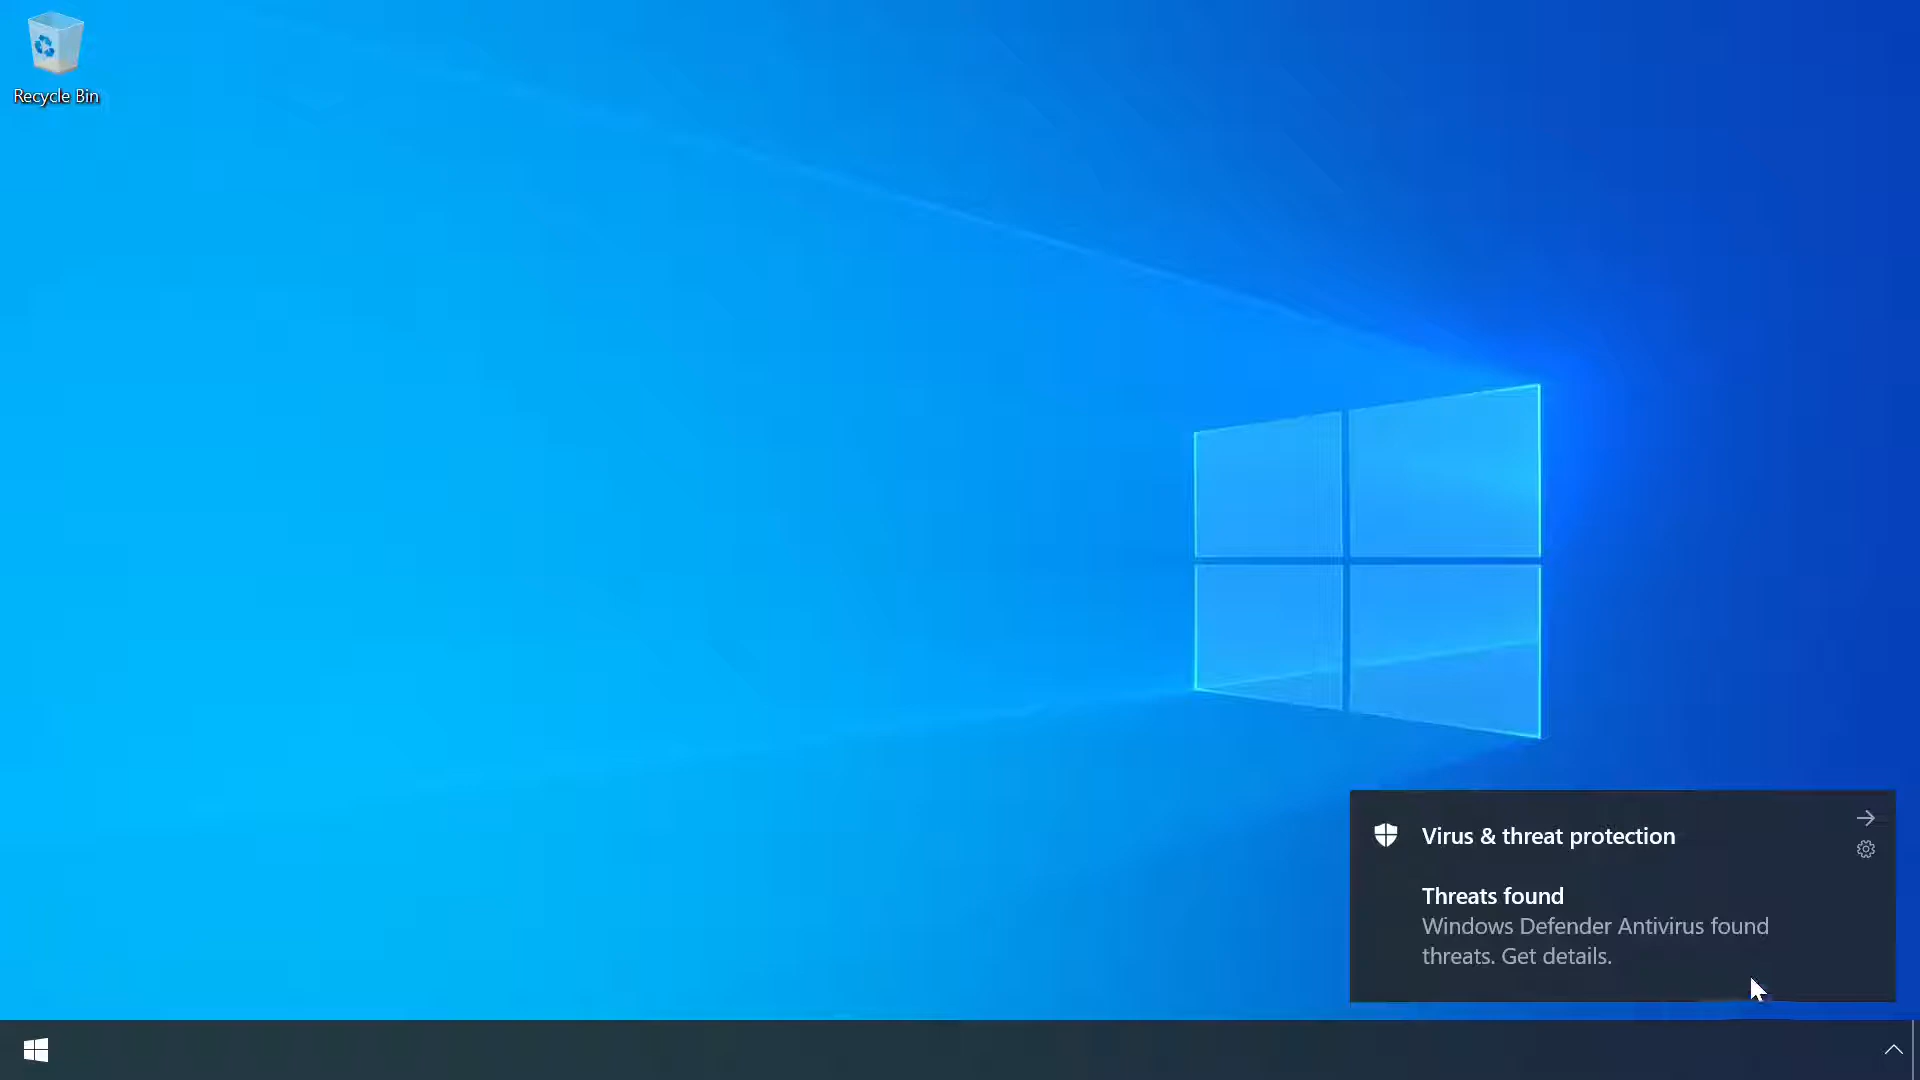 Recycle Bin
Virus & threat protection
Threats found
Windows Defender Antivirus found
threats. Get details.